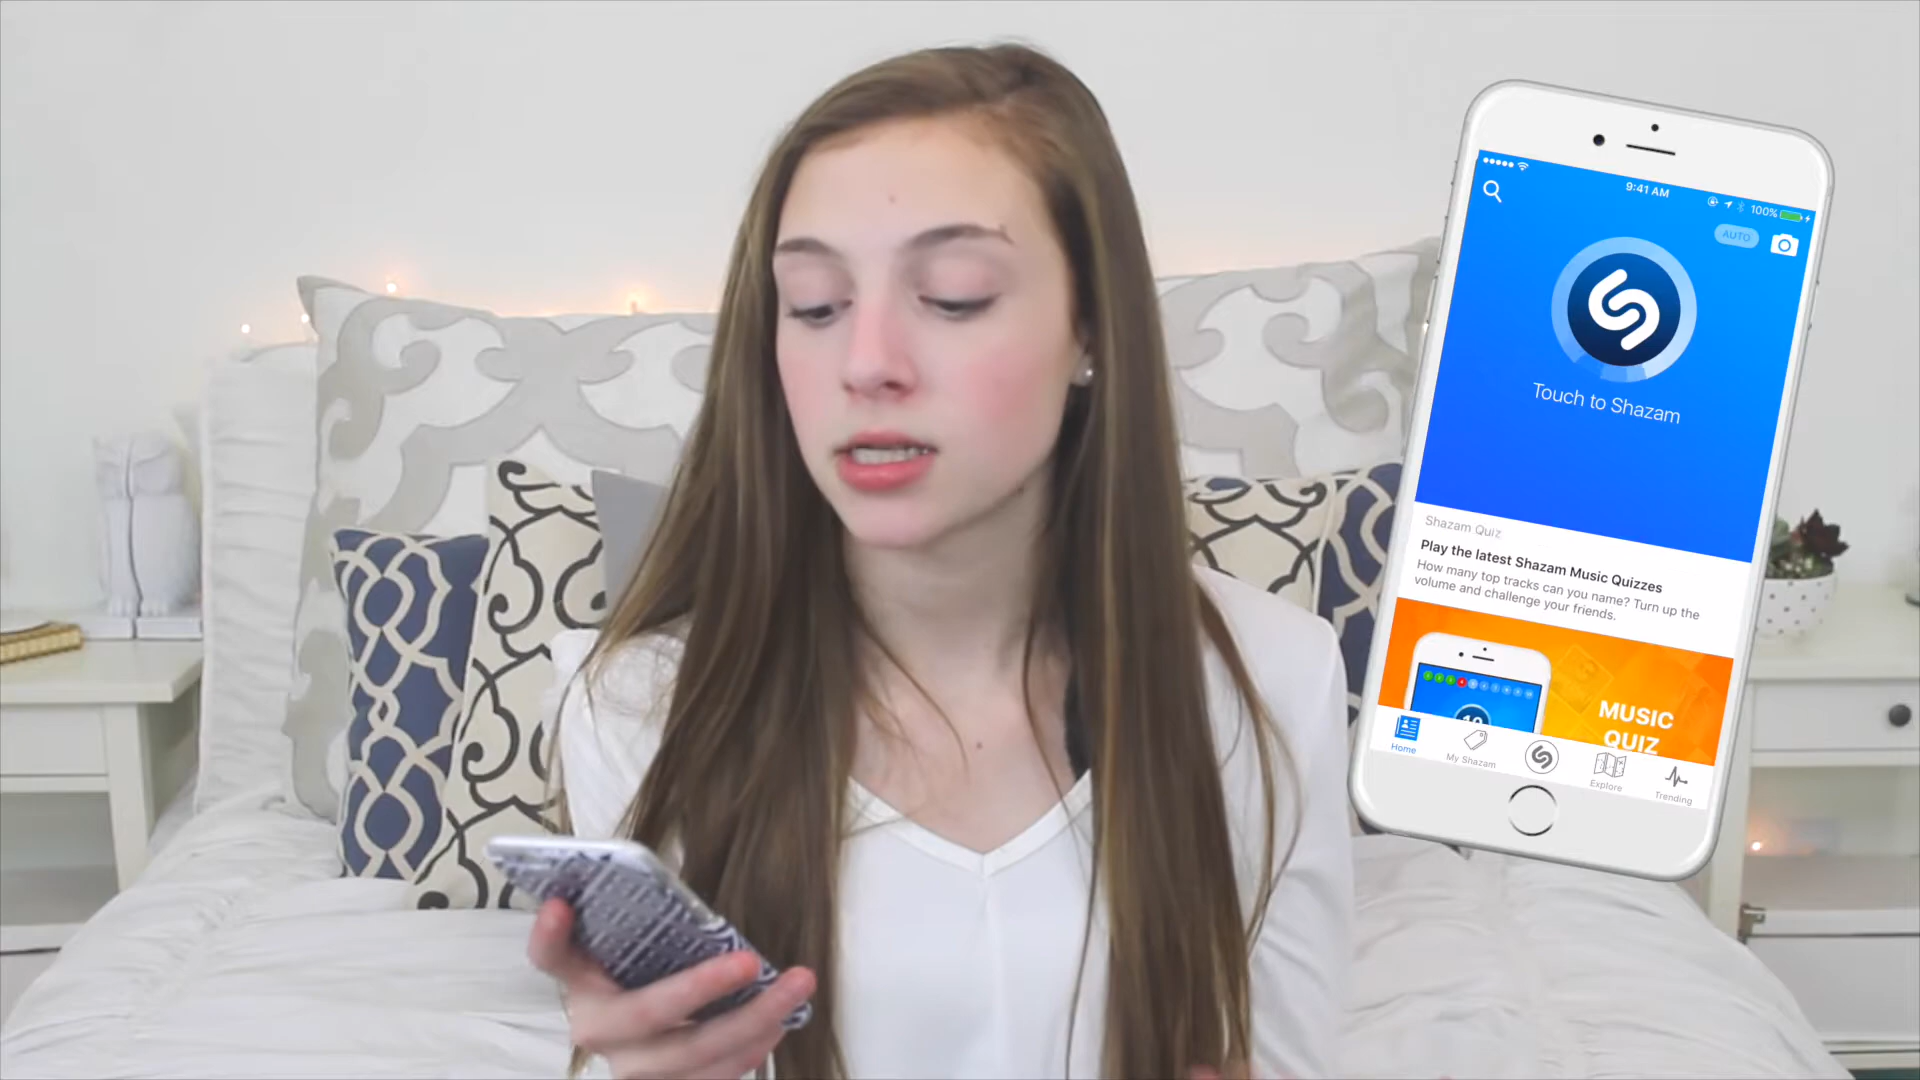 9:41 AM
100%
AUTO
Touch to Shazam
Shazam Quiz
Play the latest Shazam Music Quizzes
How many top tracks can you name? Turn up the
volume and challenge your friends.
MUSIC
QUIZ
Home
My Shazam
Explore
Trending